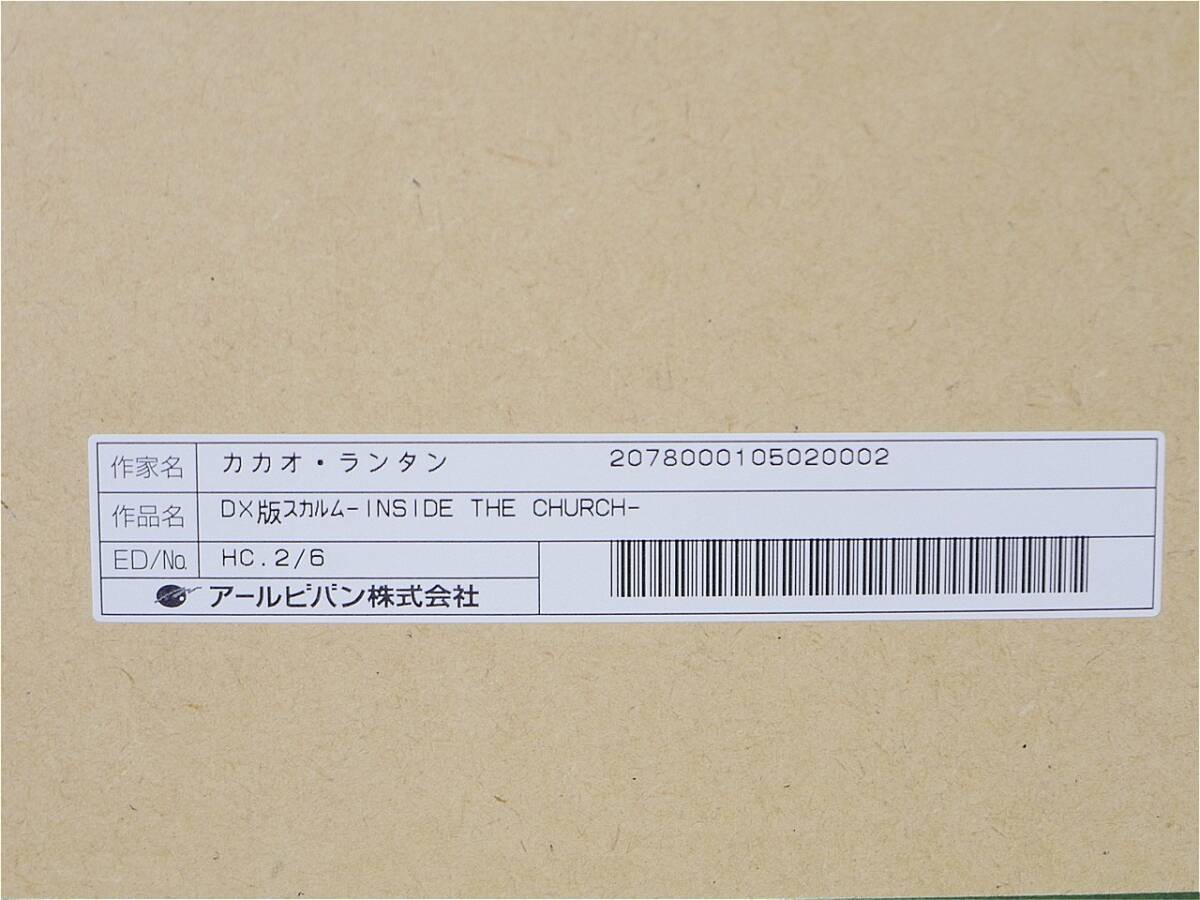 作家名 カカオ・ランタン 2078000105020002
作品名 DX版スカルム-INSIDE THE CHURCH-
ED/No. HC.2/6
アールビバン株式会社